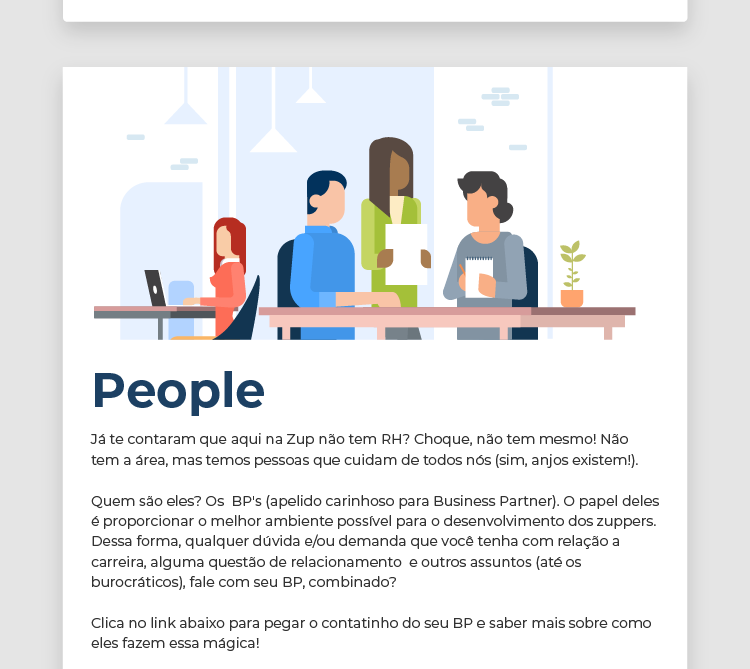 People
Já te contaram que aqui na Zup não tem RH? Choque, não tem mesmo! Não
tem a área, mas temos pessoas que cuidam de todos nós (sim, anjos existem!).
Quem são eles? Os  BP's (apelido carinhoso para Business Partner). O papel deles
é proporcionar o melhor ambiente possível para o desenvolvimento dos zuppers.
Dessa forma, qualquer dúvida e/ou demanda que você tenha com relação a
carreira, alguma questão de relacionamento  e outros assuntos (até os
burocráticos), fale com seu BP, combinado?
Clica no link abaixo para pegar o contatinho do seu BP e saber mais sobre como
eles fazem essa mágica!